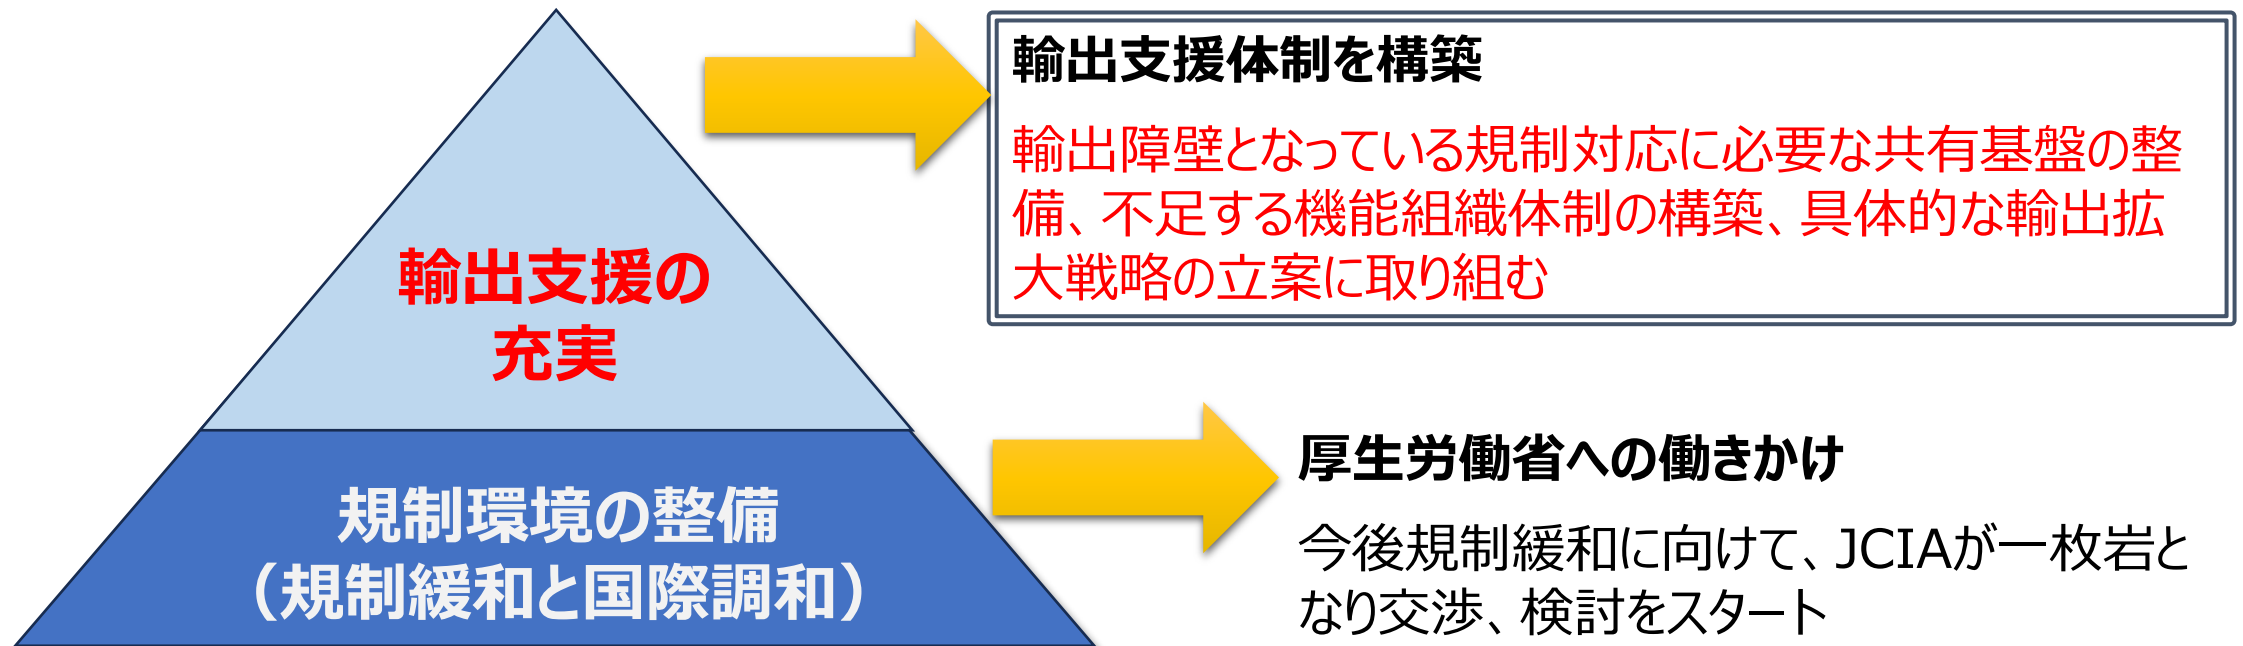 輸出支援の
充実
規制環境の整備
（規制緩和と国際調和）
輸出支援体制を構築
輸出障壁となっている規制対応に必要な共有基盤の整
備、不足する機能組織体制の構築、具体的な輸出拡
大戦略の立案に取り組む
厚生労働省への働きかけ
今後規制緩和に向けて、JCIAが一枚岩と
なり交渉、検討をスタート